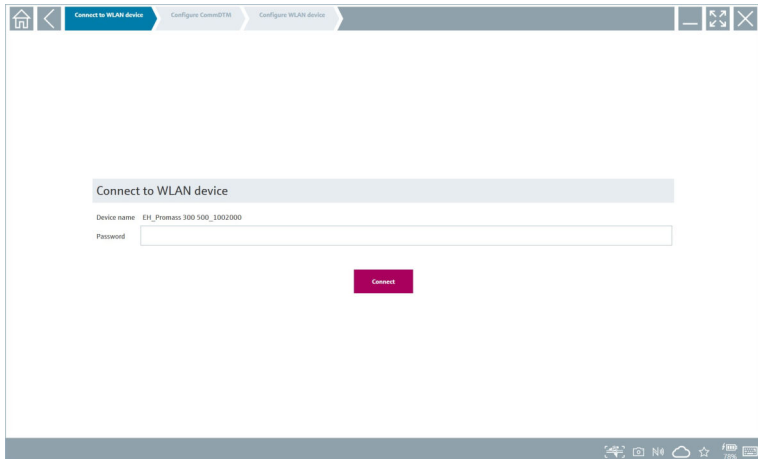 Connect to WLAN device
Configure CommDTM
Configure WLAN device
Connect to WLAN device
Device name EH_Promass 300 500_1002000
Password
Connect
78%